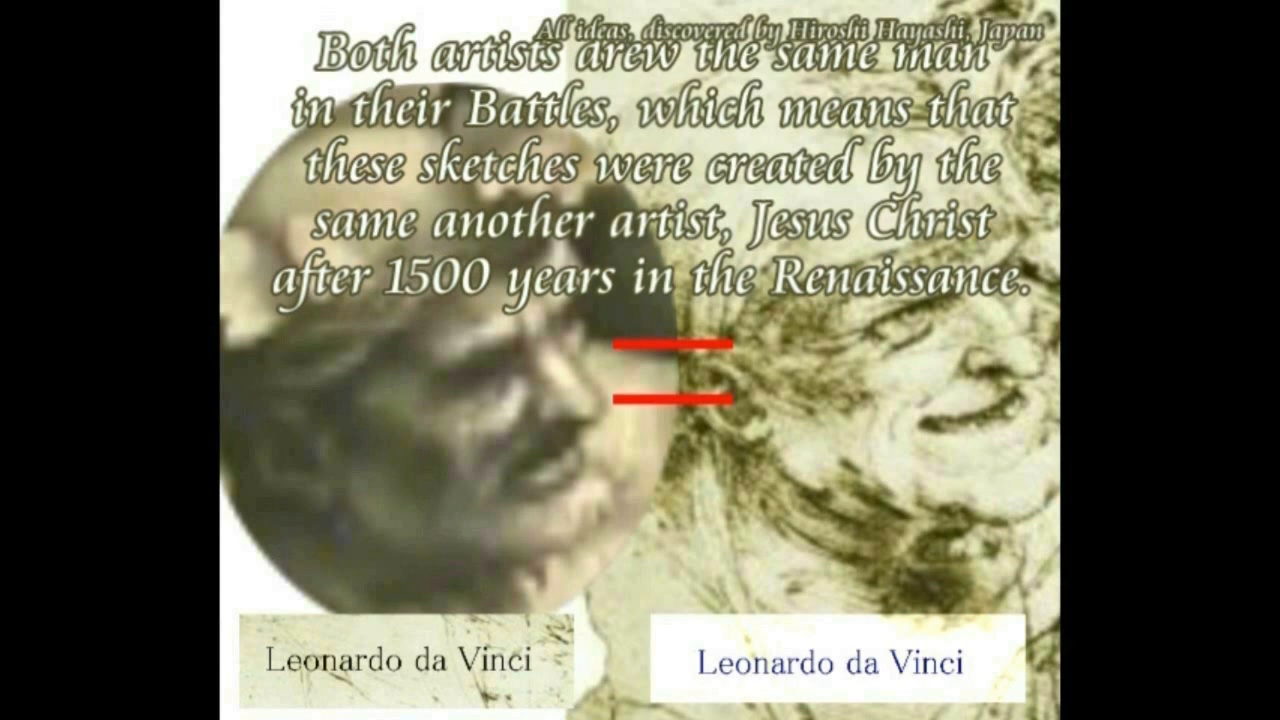 All ideas, discovered by Hiroshi Hayashi, Japan
Both artists drew the same man
in their Battles, which means that
these sketches were created by the
same another artist, Jesus Christ
after 1500 years in the Renaissance.
Leonardo da Vinci
Leonardo da Vinci